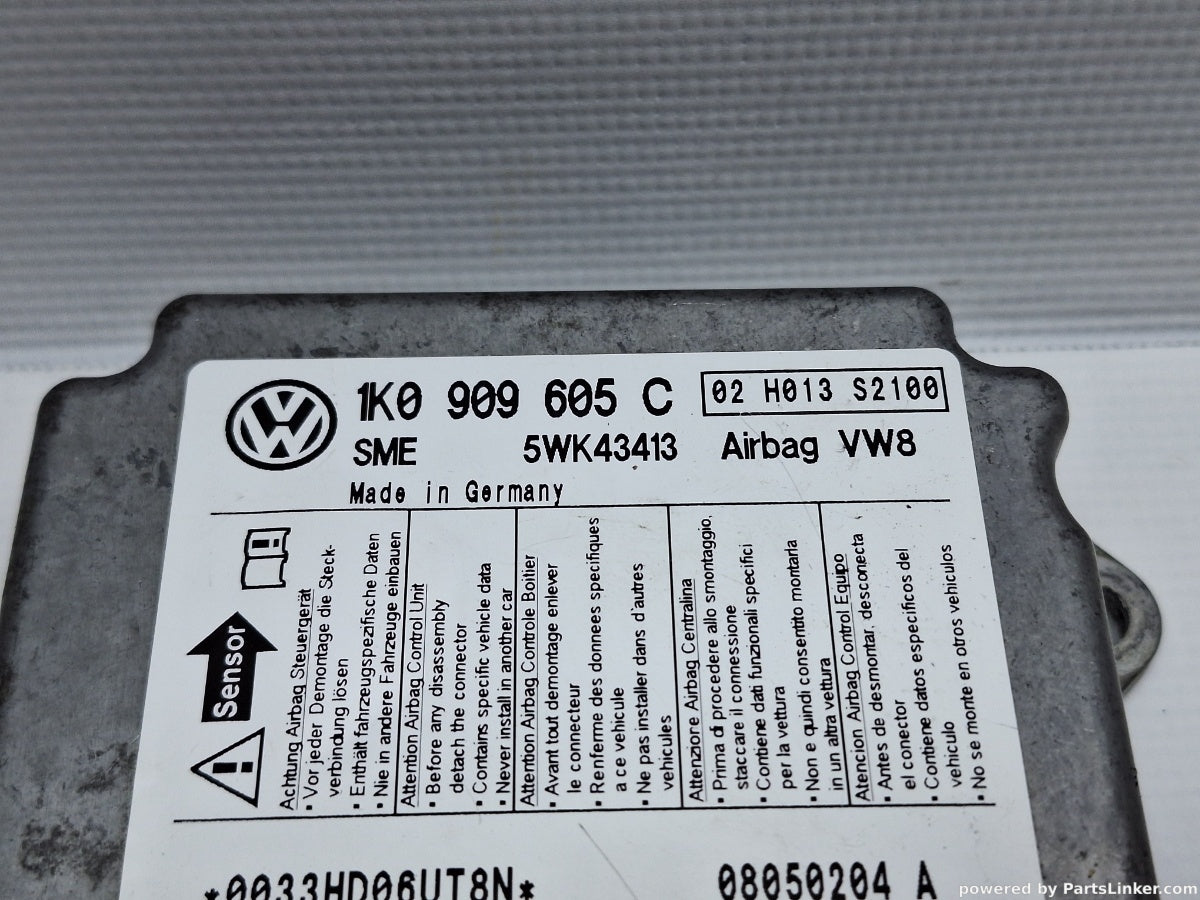 1K0 909 605 C
02 H013 S2100
SME 5WK43413 Airbag VW8
Made in Germany
Sensor
Achtung Airbag Steuergerät
• Vor jeder Demontage die Steck-
verbindung lösen
• Enthält fahrzeugspezifische Daten
• Nie in andere Fahrzeuge einbauen
Attention Airbag Control Unit
• Before any disassembly
detach the connector
• Contains specific vehicle data
• Never install in another car
Attention Airbag Controle Boitier
• Avant tout demontage enlever
le connecteur
• Renferme des donnees specifiques
a ce vehicule
• Ne pas installer dans d'autres
vehicules
Attenzione Airbag Centralina
• Prima di procedere allo smontaggio,
staccare il connessione
• Contiene dati funzionali specifici
per la vettura
• Non e quindi consentito montarla
in un altra vettura
Atencion Airbag Control Equipo
• Antes de desmontar, desconecta
el conector
• Contiene datos especificos del
vehiculo
• No se monte en otros vehiculos
*0033HD06UT8N* 08050204 A
powered by PartsLinker.com